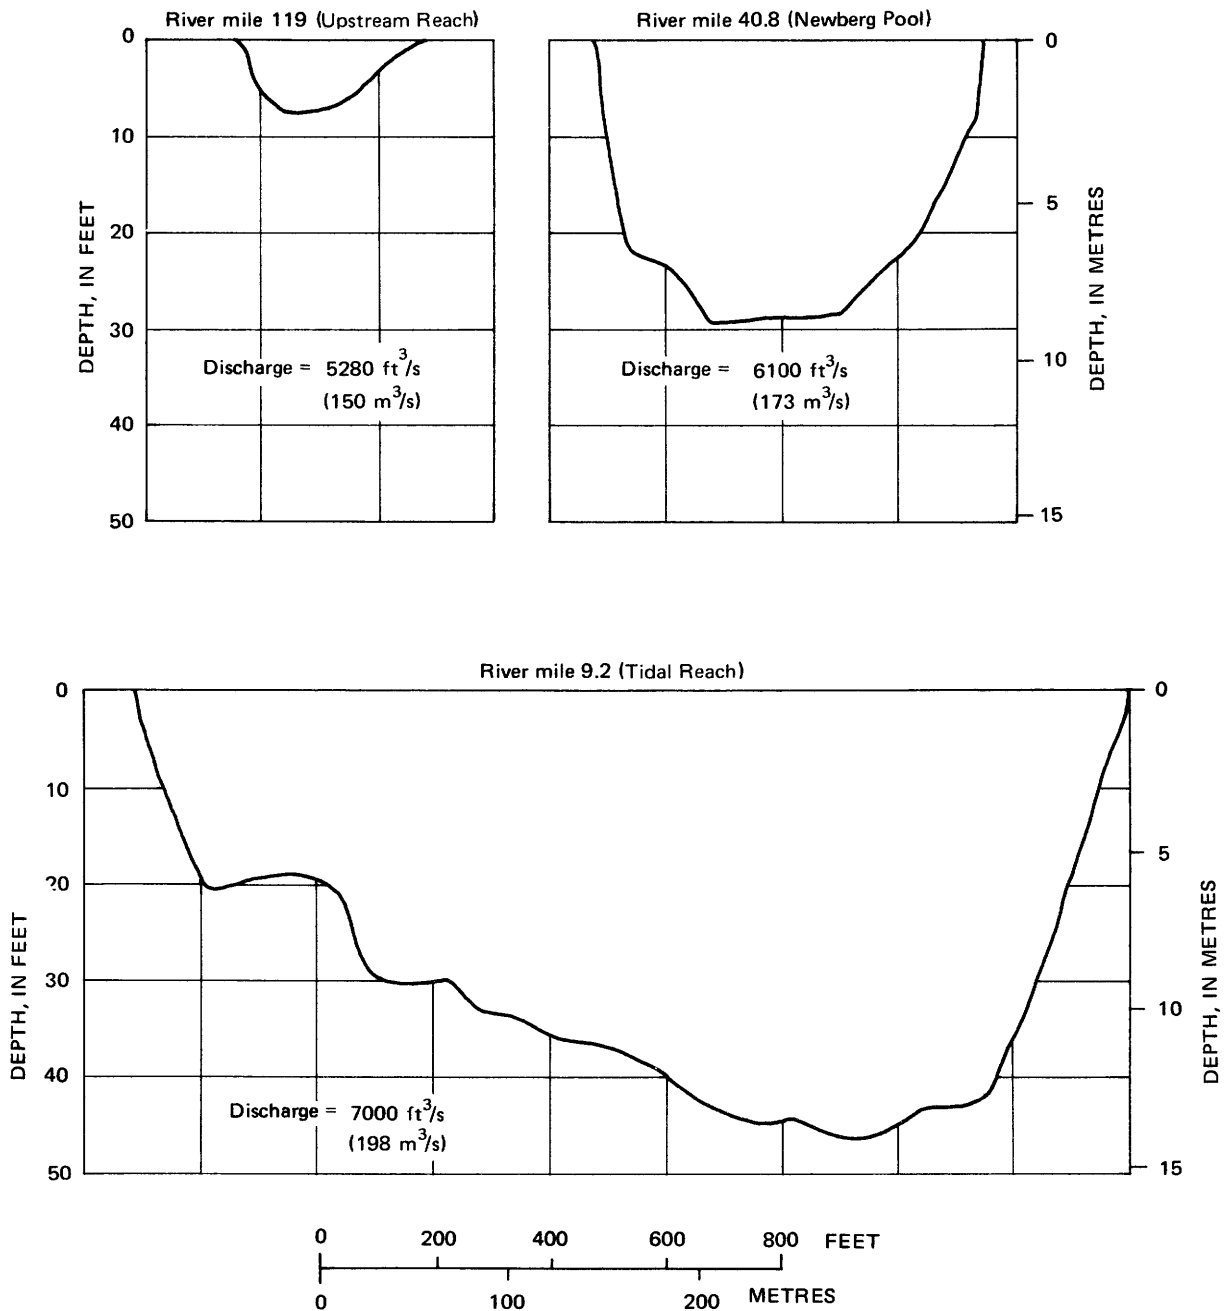 River mile 119 (Upstream Reach)
River mile 40.8 (Newberg Pool)
0
10
20
30
40
50
DEPTH, IN FEET
Discharge = 5280 ft³/s
(150 m³/s)
Discharge = 6100 ft³/s
(173 m³/s)
0
5
10
15
DEPTH, IN METRES
River mile 9.2 (Tidal Reach)
0
10
20
30
40
50
DEPTH, IN FEET
Discharge = 7000 ft³/s
(198 m³/s)
0
5
10
15
DEPTH, IN METRES
0 200 400 600 800 FEET
0 100 200 METRES